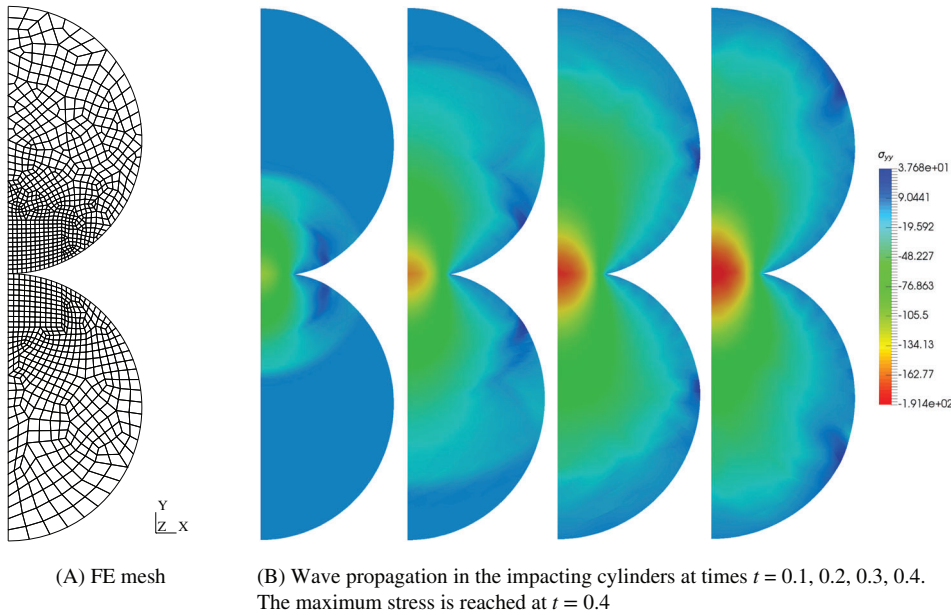 σyy
3.768e+01
9.0441
-19.592
-48.227
-76.863
-105.5
-134.13
-162.77
-1.914e+02
Y
Z X
(A) FE mesh
(B) Wave propagation in the impacting cylinders at times t = 0.1, 0.2, 0.3, 0.4.
The maximum stress is reached at t = 0.4